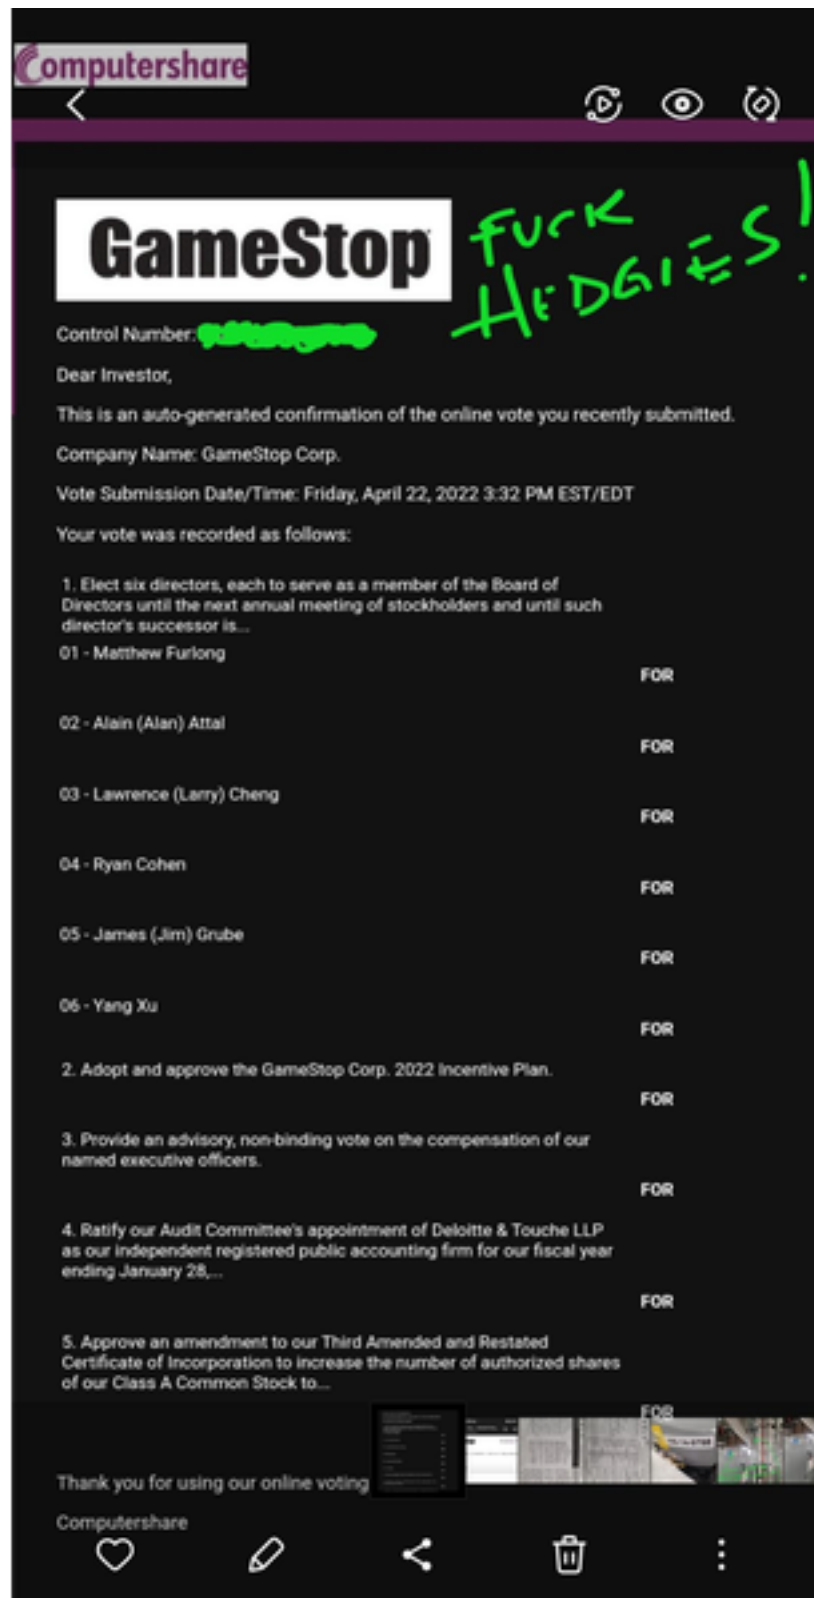 Computershare
GameStop
FUCK
HEDGIES!
Control Number:
Dear Investor,
This is an auto-generated confirmation of the online vote you recently submitted.
Company Name: GameStop Corp.
Vote Submission Date/Time: Friday, April 22, 2022 3:32 PM EST/EDT
Your vote was recorded as follows:
1. Elect six directors, each to serve as a member of the Board of
Directors until the next annual meeting of stockholders and until such
director's successor is...
01 - Matthew Furlong
FOR
02 - Alain (Alan) Attal
FOR
03 - Lawrence (Larry) Cheng
FOR
04 - Ryan Cohen
FOR
05 - James (Jim) Grube
FOR
06 - Yang Xu
FOR
2. Adopt and approve the GameStop Corp. 2022 Incentive Plan.
FOR
3. Provide an advisory, non-binding vote on the compensation of our
named executive officers.
FOR
4. Ratify our Audit Committee's appointment of Deloitte & Touche LLP
as our independent registered public accounting firm for our fiscal year
ending January 28,...
FOR
5. Approve an amendment to our Third Amended and Restated
Certificate of Incorporation to increase the number of authorized shares
of our Class A Common Stock to...
FOR
Thank you for using our online voting
Computershare